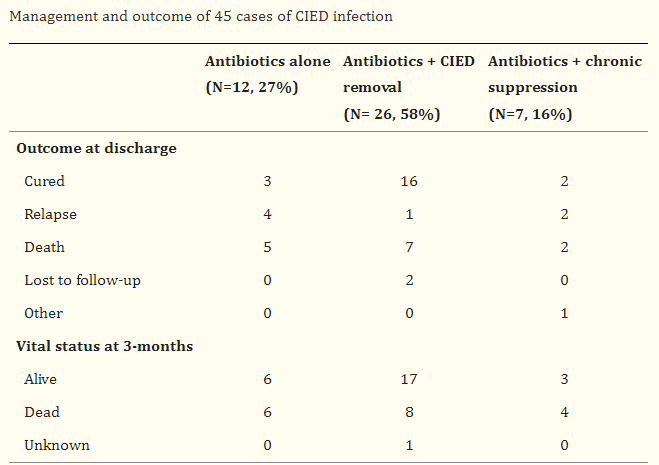 Management and outcome of 45 cases of CIED infection
Antibiotics alone Antibiotics + CIED Antibiotics + chronic
(N=12, 27%) removal suppression
(N= 26, 58%) (N=7, 16%)
Outcome at discharge
Cured 3 16 2
Relapse 4 1 2
Death 5 7 2
Lost to follow-up 0 2 0
Other 0 0 1
Vital status at 3-months
Alive 6 17 3
Dead 6 8 4
Unknown 0 1 0